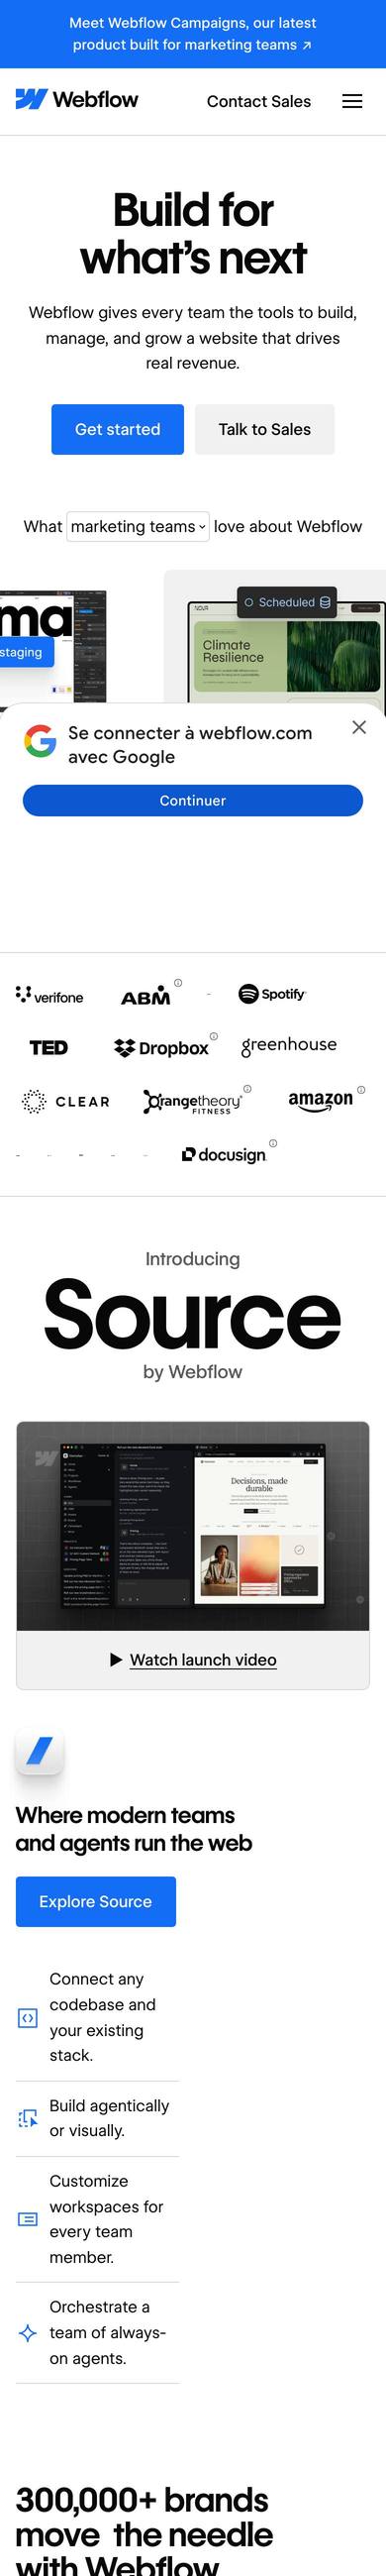 Meet Webflow Campaigns, our latest
product built for marketing teams ↗
Webflow
Contact Sales
Build for
what's next
Webflow gives every team the tools to build,
manage, and grow a website that drives
real revenue.
Get started
Talk to Sales
What marketing teams love about Webflow
ma
staging
NOVA
Scheduled
Climate
Resilience
Se connecter à webflow.com
avec Google
Continuer
verifone
ABM
Spotify
TED
Dropbox
greenhouse
CLEAR
Orangetheory
FITNESS
amazon
docusign
Introducing
Source
by Webflow
Decisions, made
durable
Watch launch video
Where modern teams
and agents run the web
Explore Source
Connect any
codebase and
your existing
stack.
Build agentically
or visually.
Customize
workspaces for
every team
member.
Orchestrate a
team of always-
on agents.
300,000+ brands
move the needle
with Webflow